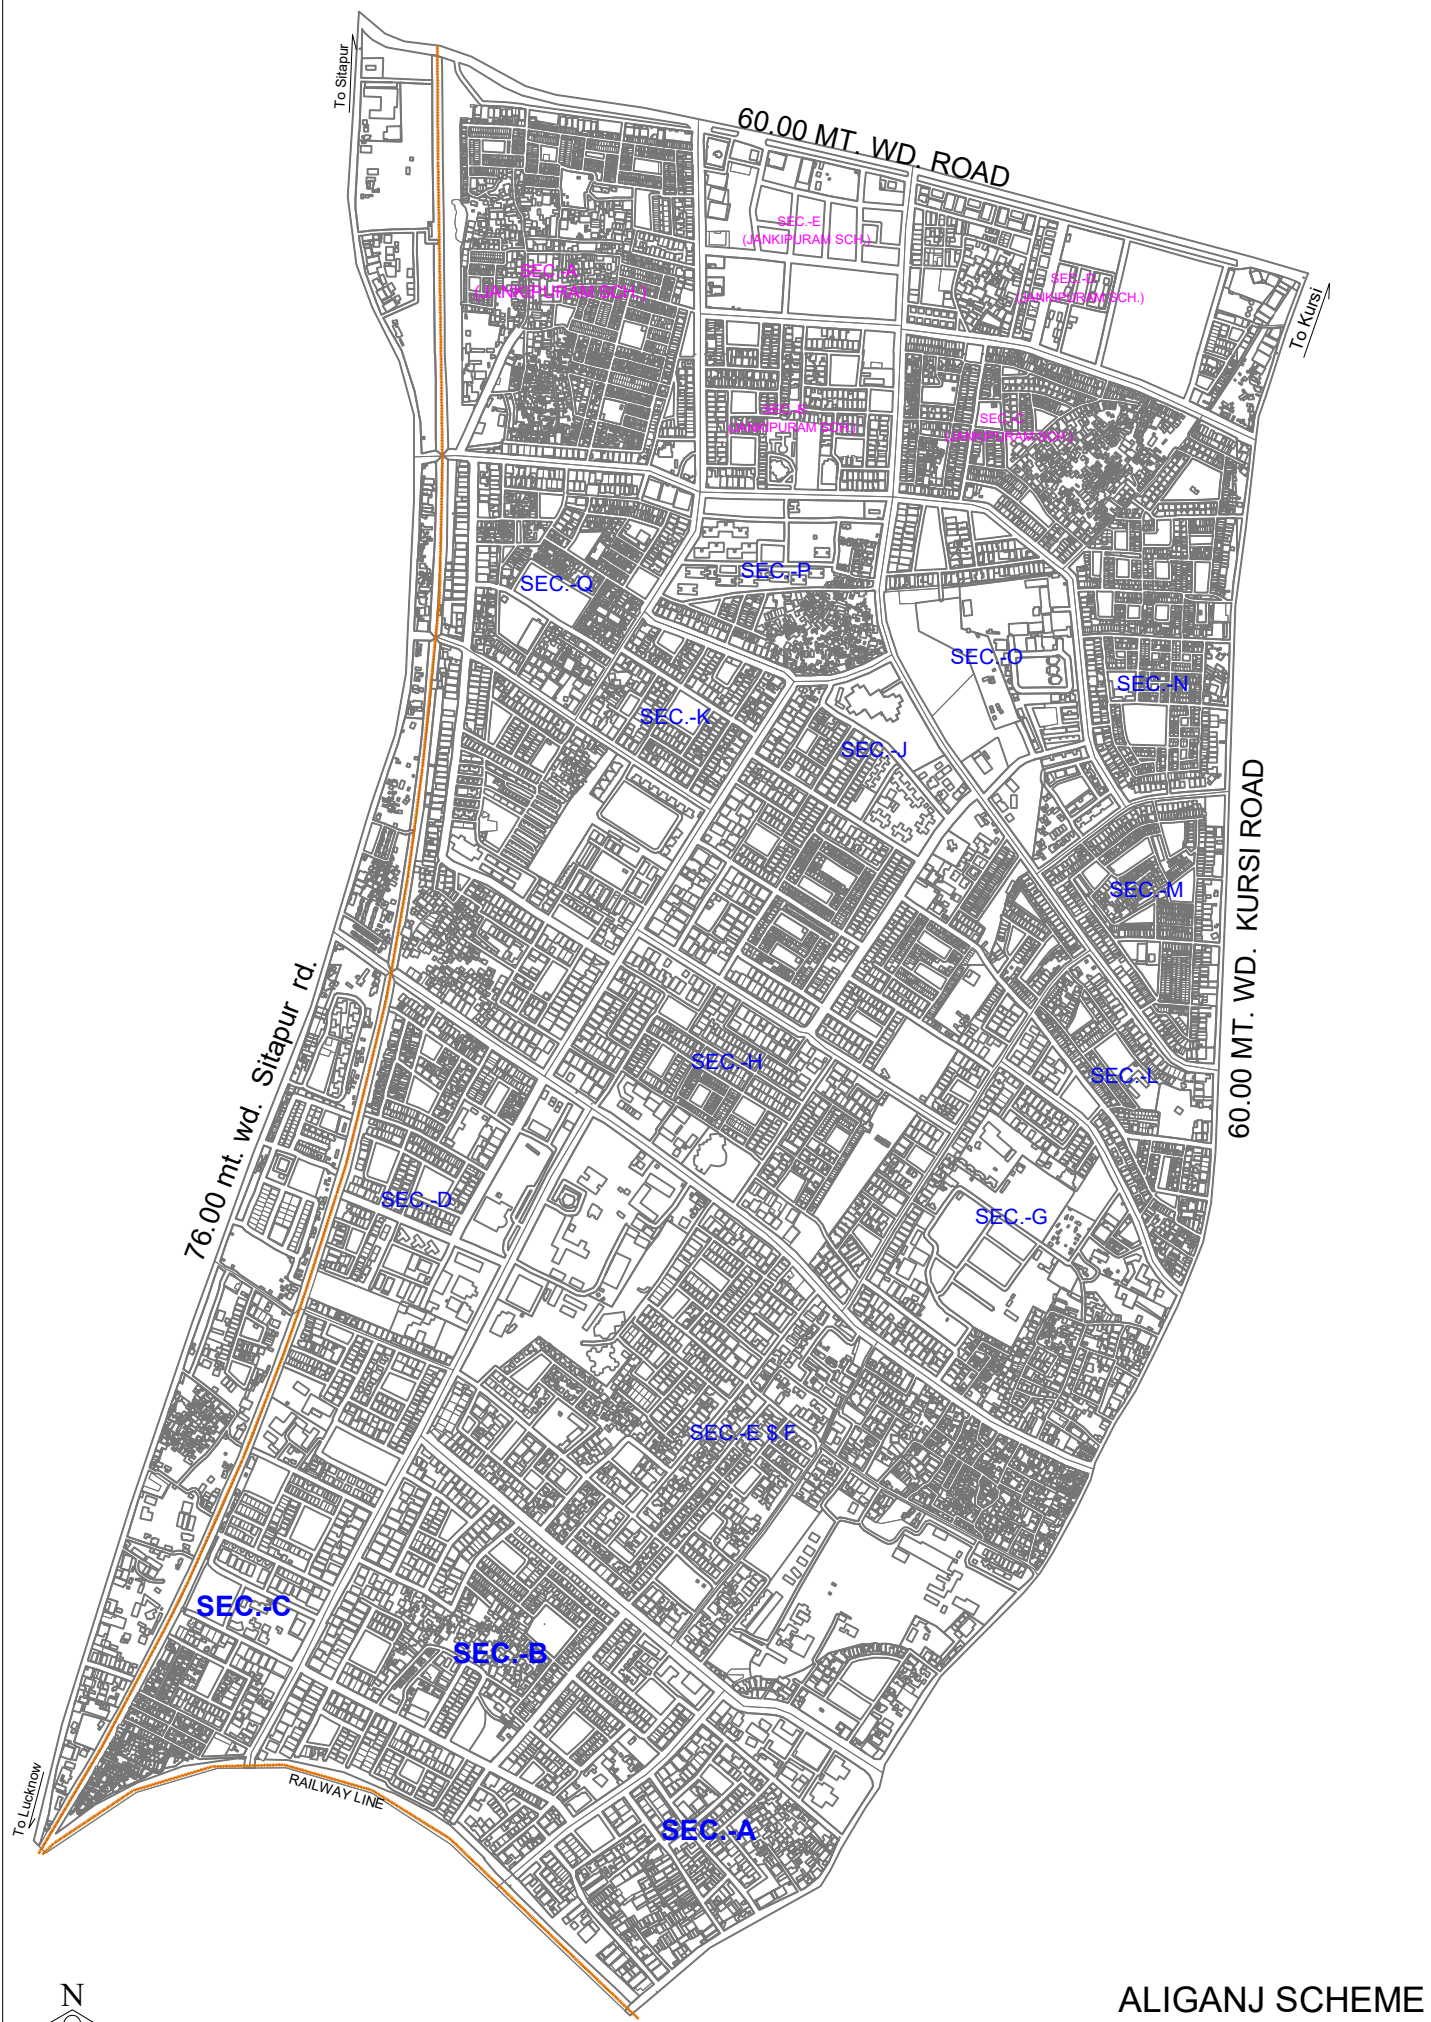 To Sitapur
60.00 MT. WD. ROAD
SEC.-E
(JANKIPURAM SCH.)
SEC.-A
(JANKIPURAM SCH.)
SEC.-D
(JANKIPURAM SCH.)
To Kursi
SEC.-B
(JANKIPURAM SCH.)
SEC.-C
(JANKIPURAM SCH.)
SEC.-Q
SEC.-P
SEC.-O
SEC.-N
SEC.-K
SEC.-J
60.00 MT. WD. KURSI ROAD
SEC.-M
76.00 mt. wd. Sitapur rd.
SEC.-H
SEC.-L
SEC.-D
SEC.-G
SEC.-E $ F
SEC.-C
SEC.-B
To Lucknow
RAILWAY LINE
SEC.-A
N
ALIGANJ SCHEME